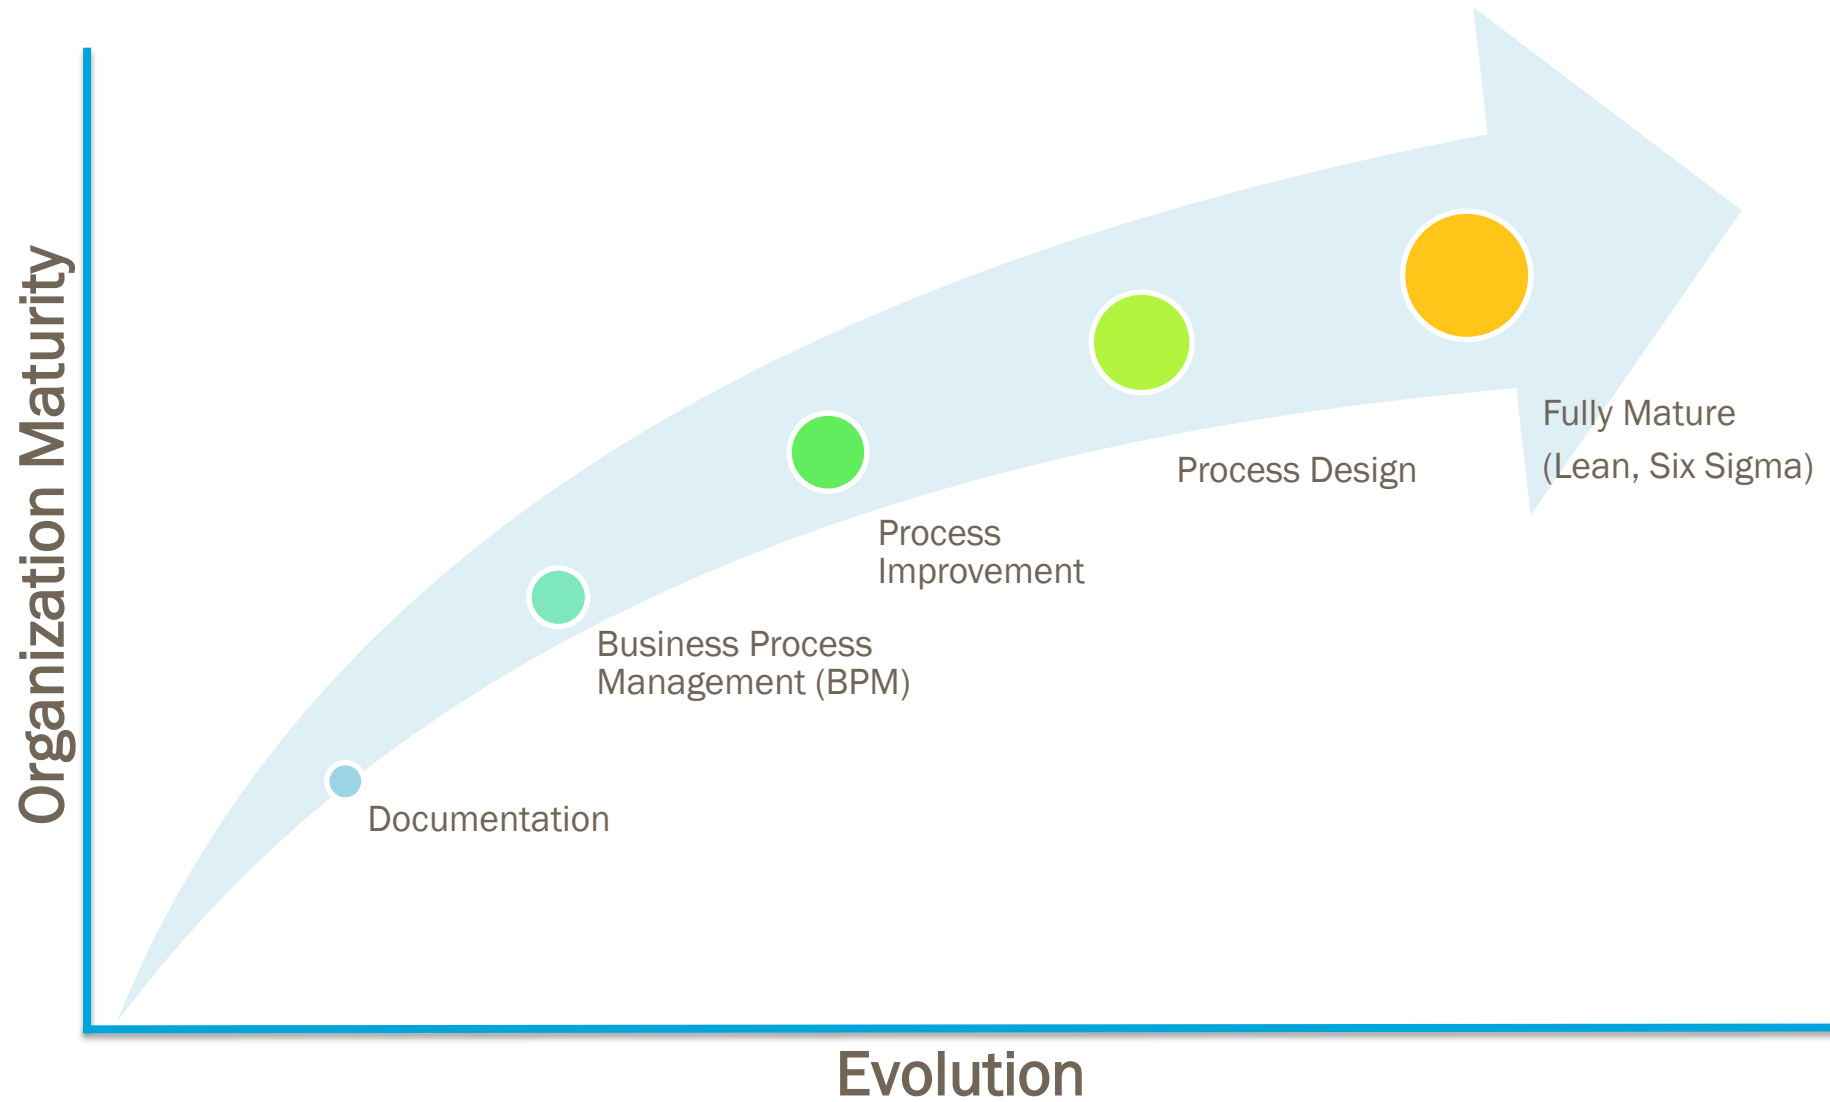 Organization Maturity
Fully Mature
(Lean, Six Sigma)
Process Design
Process
Improvement
Business Process
Management (BPM)
Documentation
Evolution